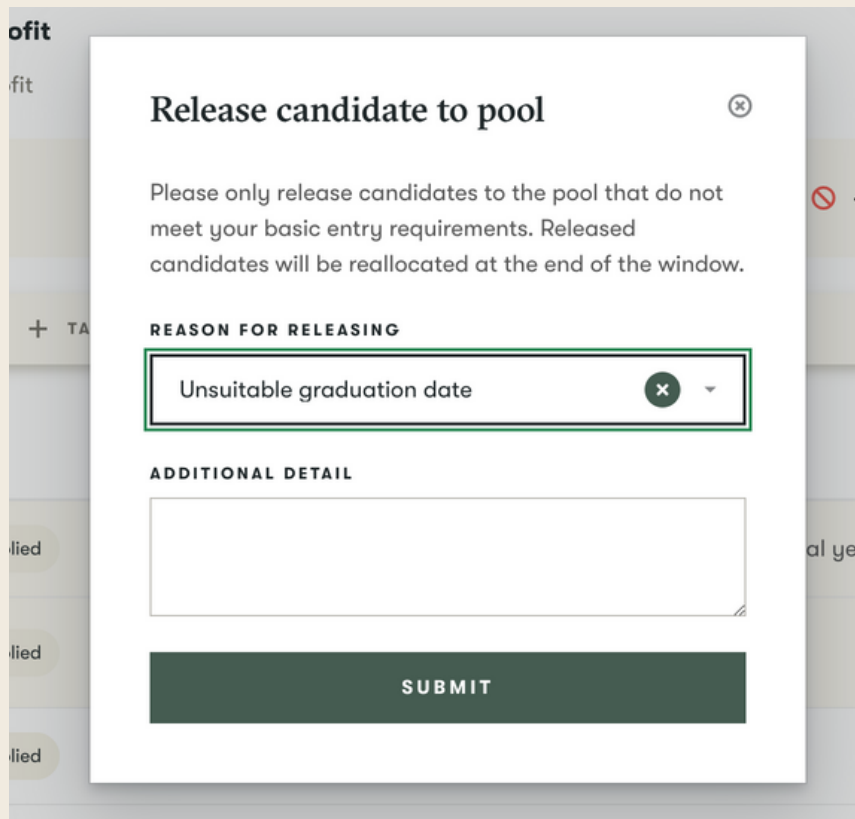 ofit
fit
Release candidate to pool
Please only release candidates to the pool that do not
meet your basic entry requirements. Released
candidates will be reallocated at the end of the window.
+ TA
REASON FOR RELEASING
Unsuitable graduation date
ADDITIONAL DETAIL
lied
al ye
lied
SUBMIT
lied